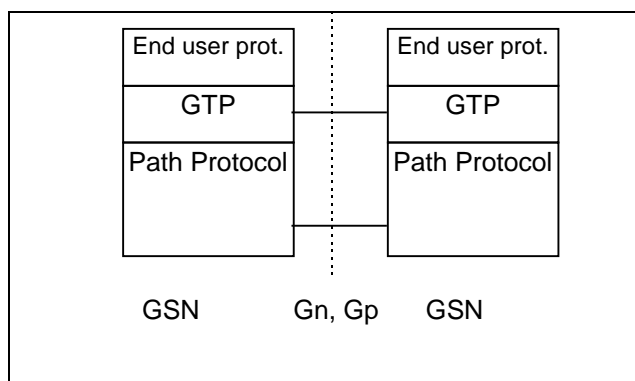 End user prot.
End user prot.
GTP
GTP
Path Protocol
Path Protocol
GSN
Gn, Gp
GSN